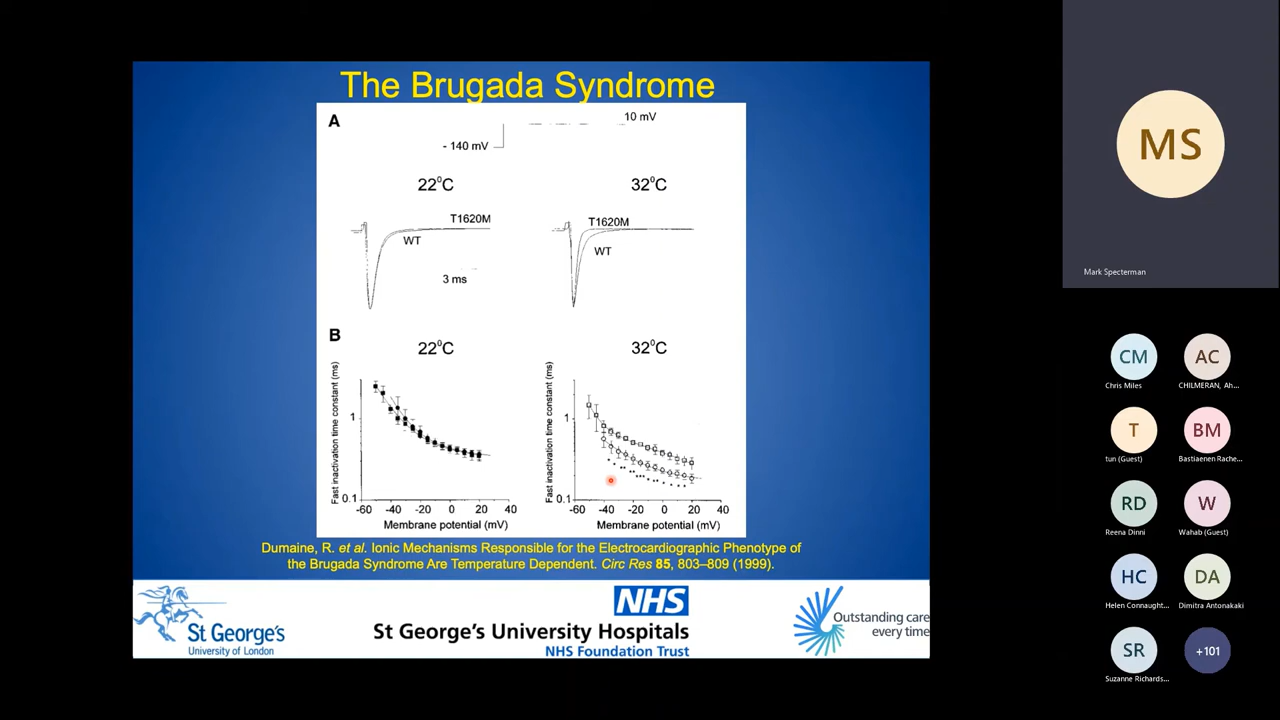 The Brugada Syndrome
A
10 mV
- 140 mV
22⁰C
32⁰C
T1620M
WT
3 ms
T1620M
WT
B
22⁰C
32⁰C
Fast inactivation time constant (ms)
1
0.1
-60 -40 -20 0 20 40
Membrane potential (mV)
Fast inactivation time constant (ms)
1
0.1
-60 -40 -20 0 20 40
Membrane potential (mV)
Dumaine, R. et al. Ionic Mechanisms Responsible for the Electrocardiographic Phenotype of
the Brugada Syndrome Are Temperature Dependent. Circ Res 85, 803–809 (1999).
St George's
University of London
NHS
St George's University Hospitals
NHS Foundation Trust
Outstanding care
every time
MS
Mark Specterman
CM
Chris Miles
AC
CHILMERAN, Ah...
T
tun (Guest)
BM
Bastiaenen Rache...
RD
Reena Dinni
W
Wahab (Guest)
HC
Helen Connaught...
DA
Dimitra Antonakaki
SR
Suzanne Richards...
+101